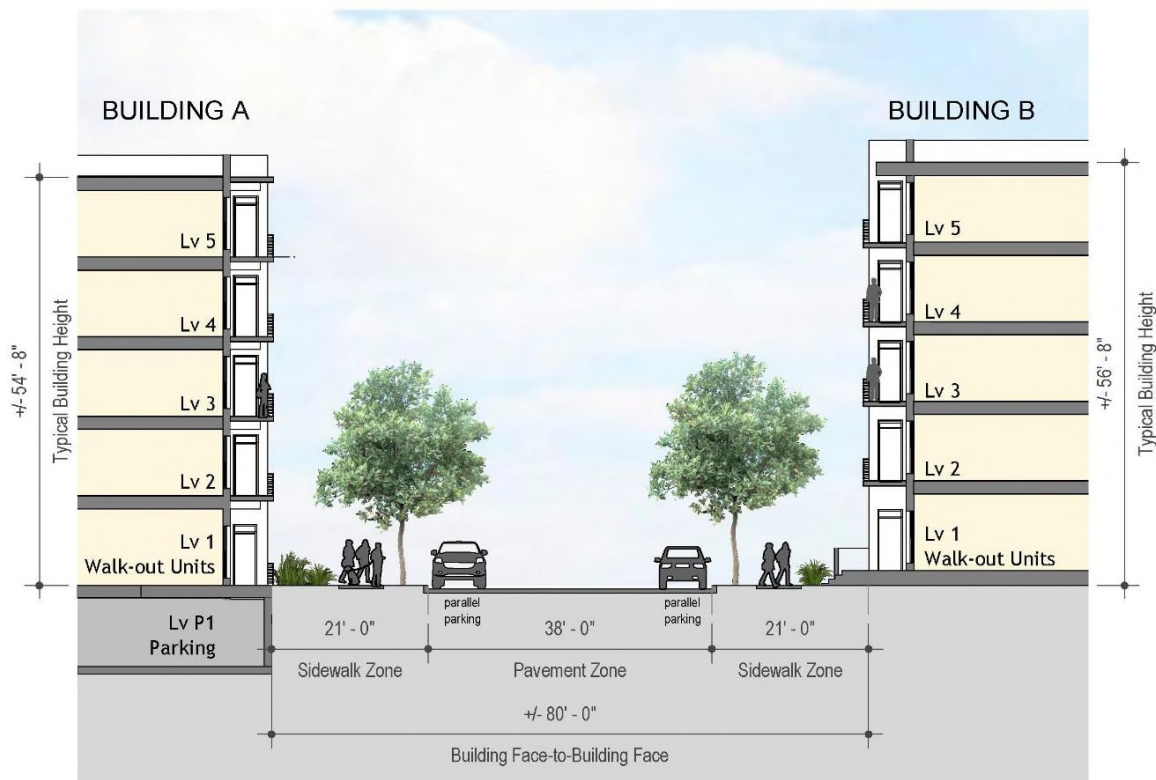 BUILDING A
BUILDING B
Lv 5
Lv 4
Lv 3
Lv 2
Lv 1
Walk-out Units
Lv P1
Parking
+/- 54' - 8"
Typical Building Height
Lv 5
Lv 4
Lv 3
Lv 2
Lv 1
Walk-out Units
+/- 56' - 8"
Typical Building Height
parallel
parking
parallel
parking
21' - 0"
38' - 0"
21' - 0"
Sidewalk Zone
Pavement Zone
Sidewalk Zone
+/- 80' - 0"
Building Face-to-Building Face